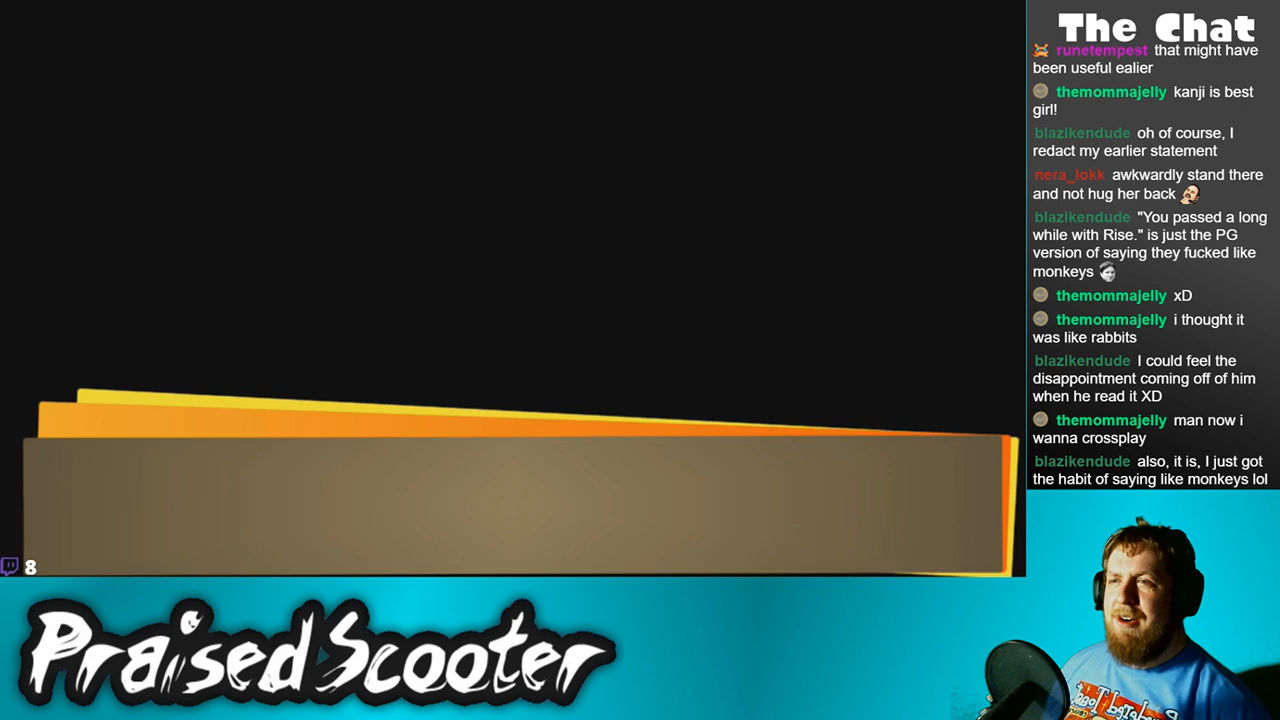 The Chat
runetempest that might have
been useful ealier
themommajelly kanji is best
girl!
blazikendude oh of course, I
redact my earlier statement
nera_lokk awkwardly stand there
and not hug her back
blazikendude "You passed a long
while with Rise." is just the PG
version of saying they fucked like
monkeys
themommajelly xD
themommajelly i thought it
was like rabbits
blazikendude I could feel the
disappointment coming off of him
when he read it XD
themommajelly man now i
wanna crossplay
blazikendude also, it is, I just got
the habit of saying like monkeys lol
8
PraisedScooter